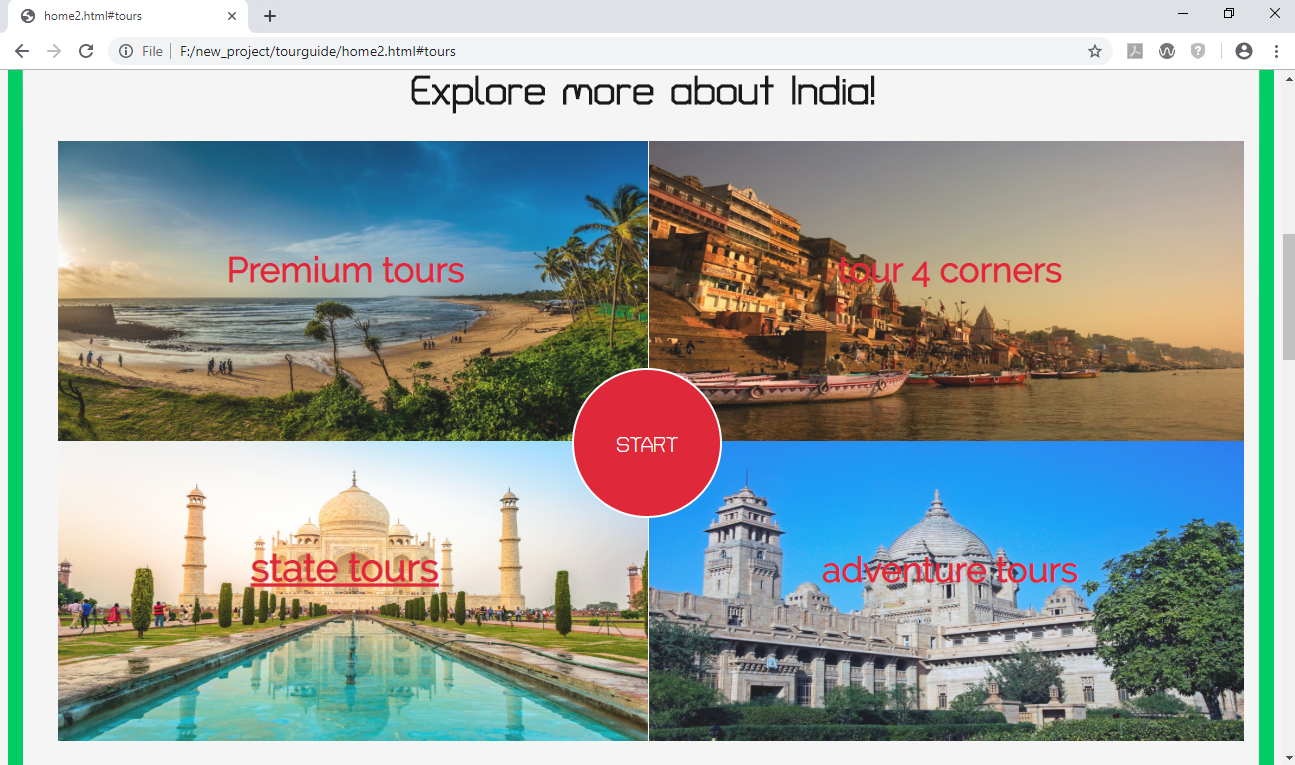 home2.html#tours
File
F:/new_project/tourguide/home2.html#tours
Explore more about India!
Premium tours
tour 4 corners
START
state tours
adventure tours